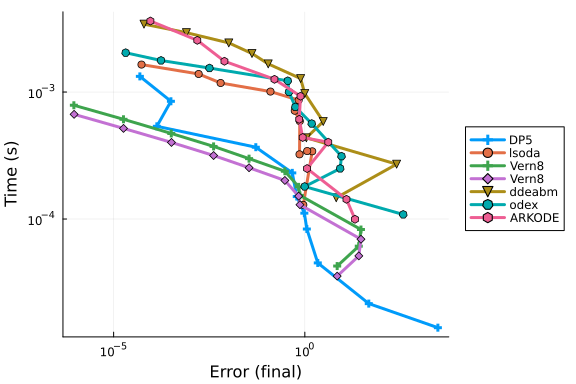 Time (s)
10⁻³
10⁻⁴
10⁻⁵
10⁰
Error (final)
DP5
lsoda
Vern8
Vern8
ddeabm
odex
ARKODE